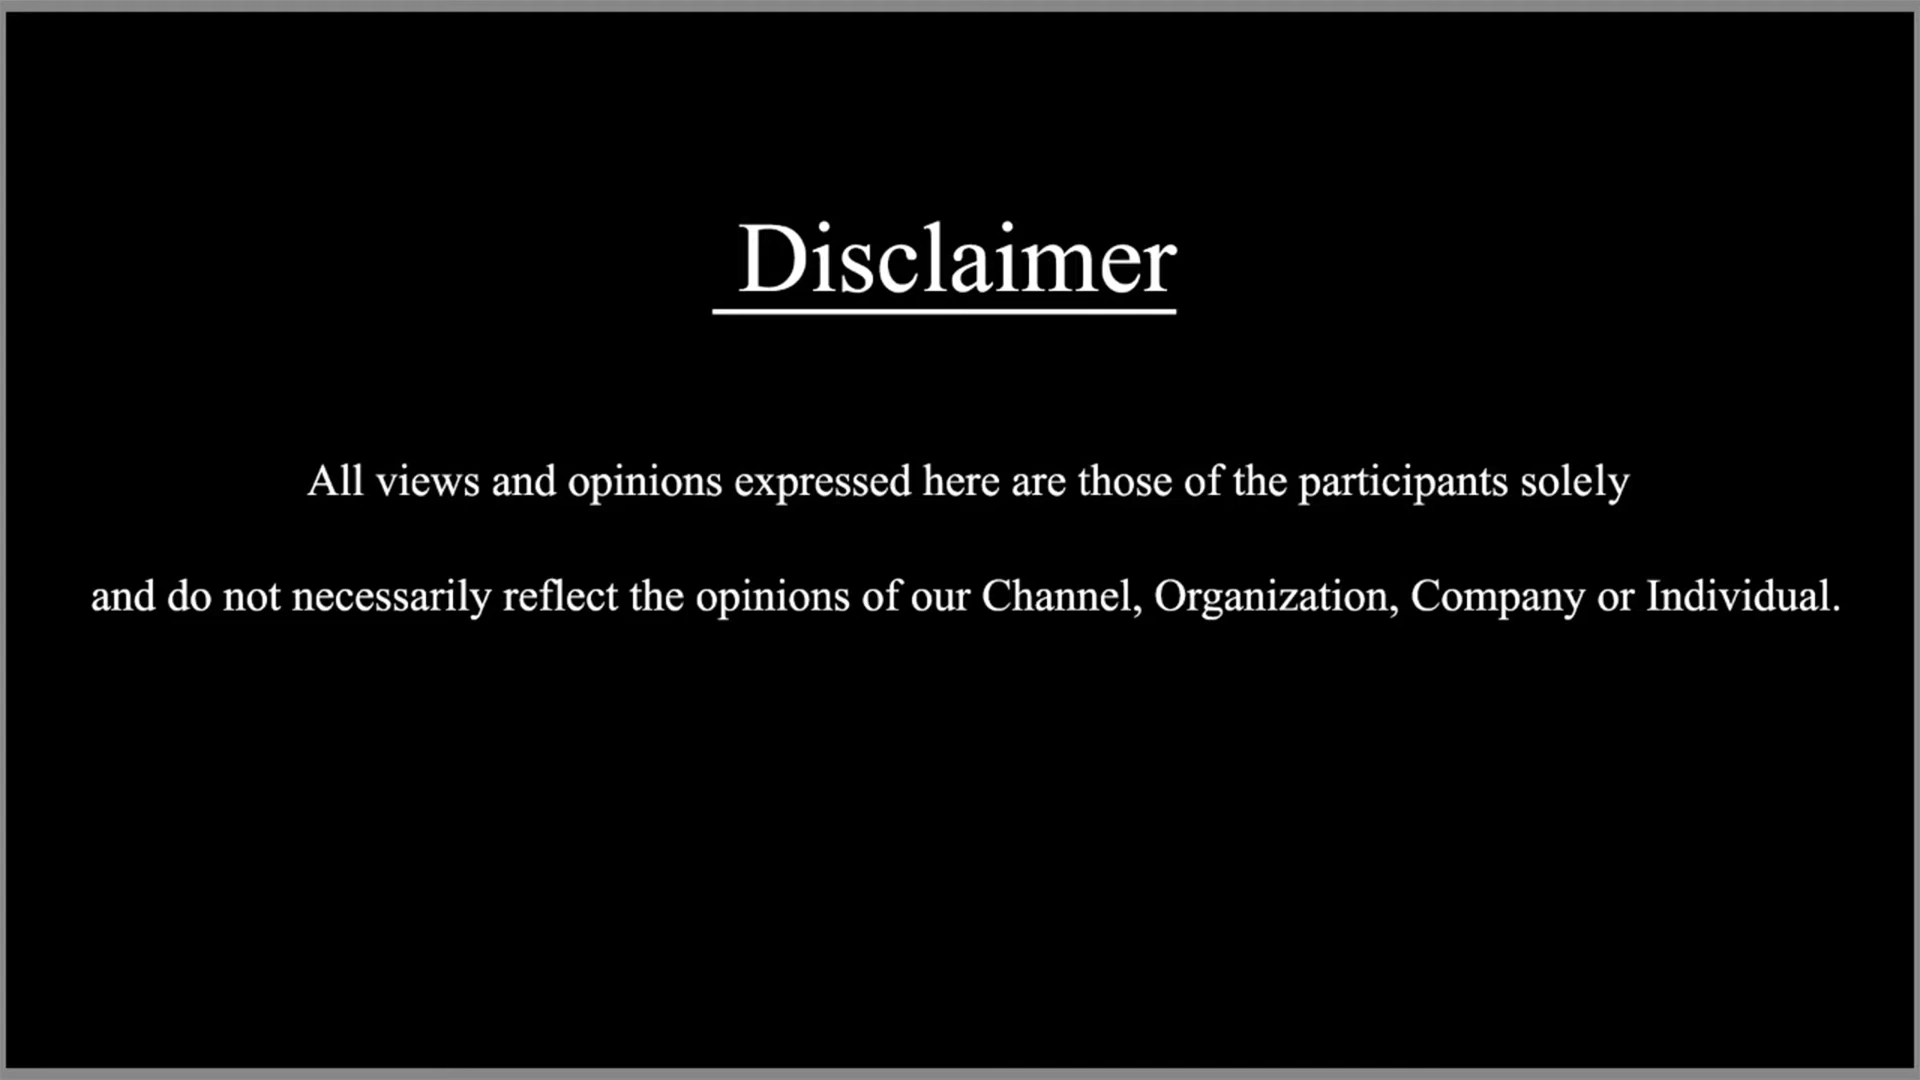 Disclaimer
All views and opinions expressed here are those of the participants solely
and do not necessarily reflect the opinions of our Channel, Organization, Company or Individual.